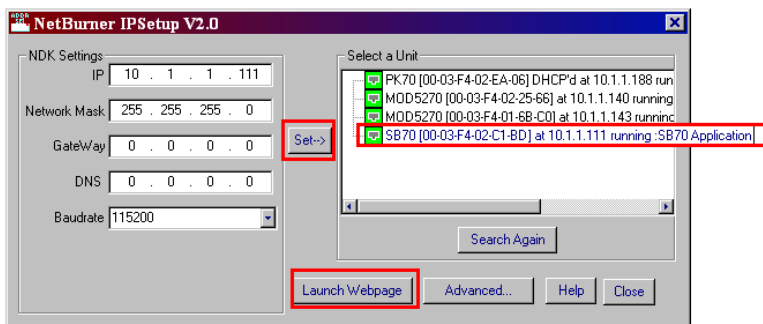 NetBurner IPSetup V2.0
NDK Settings
IP 10 . 1 . 1 . 111
Network Mask 255 . 255 . 255 . 0
GateWay 0 . 0 . 0 . 0
DNS 0 . 0 . 0 . 0
Baudrate 115200
Set-->
Select a Unit
PK70 [00-03-F4-02-EA-06] DHCP'd at 10.1.1.188 run
MOD5270 [00-03-F4-02-25-66] at 10.1.1.140 running
MOD5270 [00-03-F4-01-6B-C0] at 10.1.1.143 running
SB70 [00-03-F4-02-C1-BD] at 10.1.1.111 running :SB70 Application
Search Again
Launch Webpage
Advanced...
Help
Close